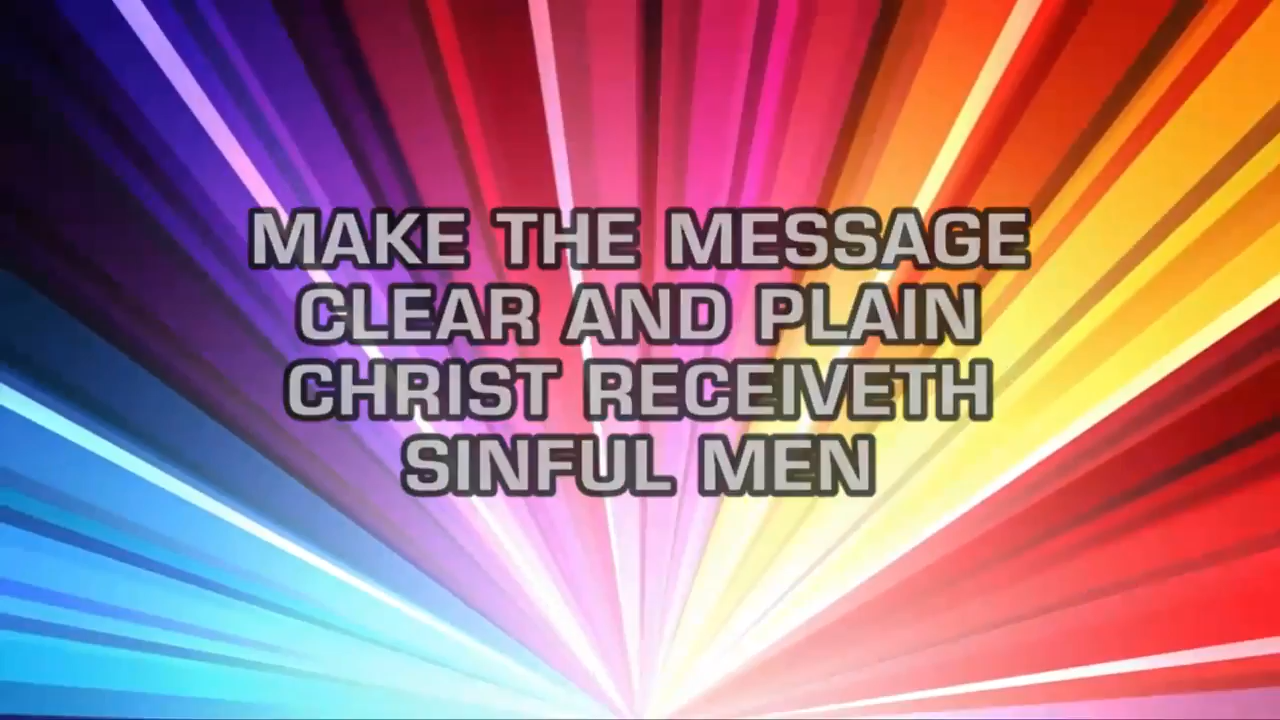 MAKE THE MESSAGE
CLEAR AND PLAIN
CHRIST RECEIVETH
SINFUL MEN